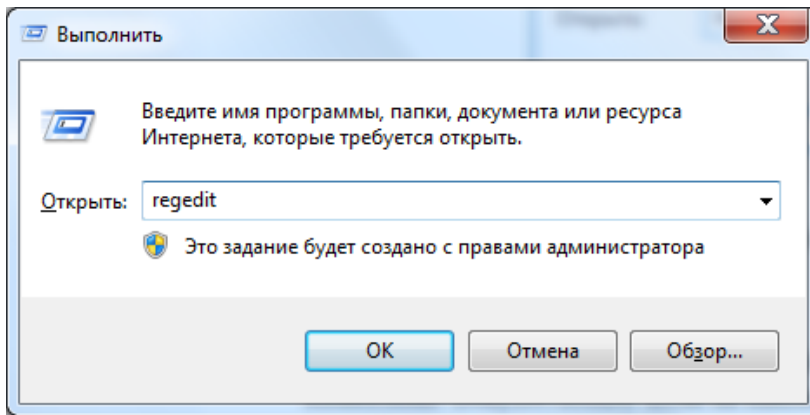 Выполнить
Введите имя программы, папки, документа или ресурса
Интернета, которые требуется открыть.
Открыть: regedit
Это задание будет создано с правами администратора
ОК Отмена Обзор...